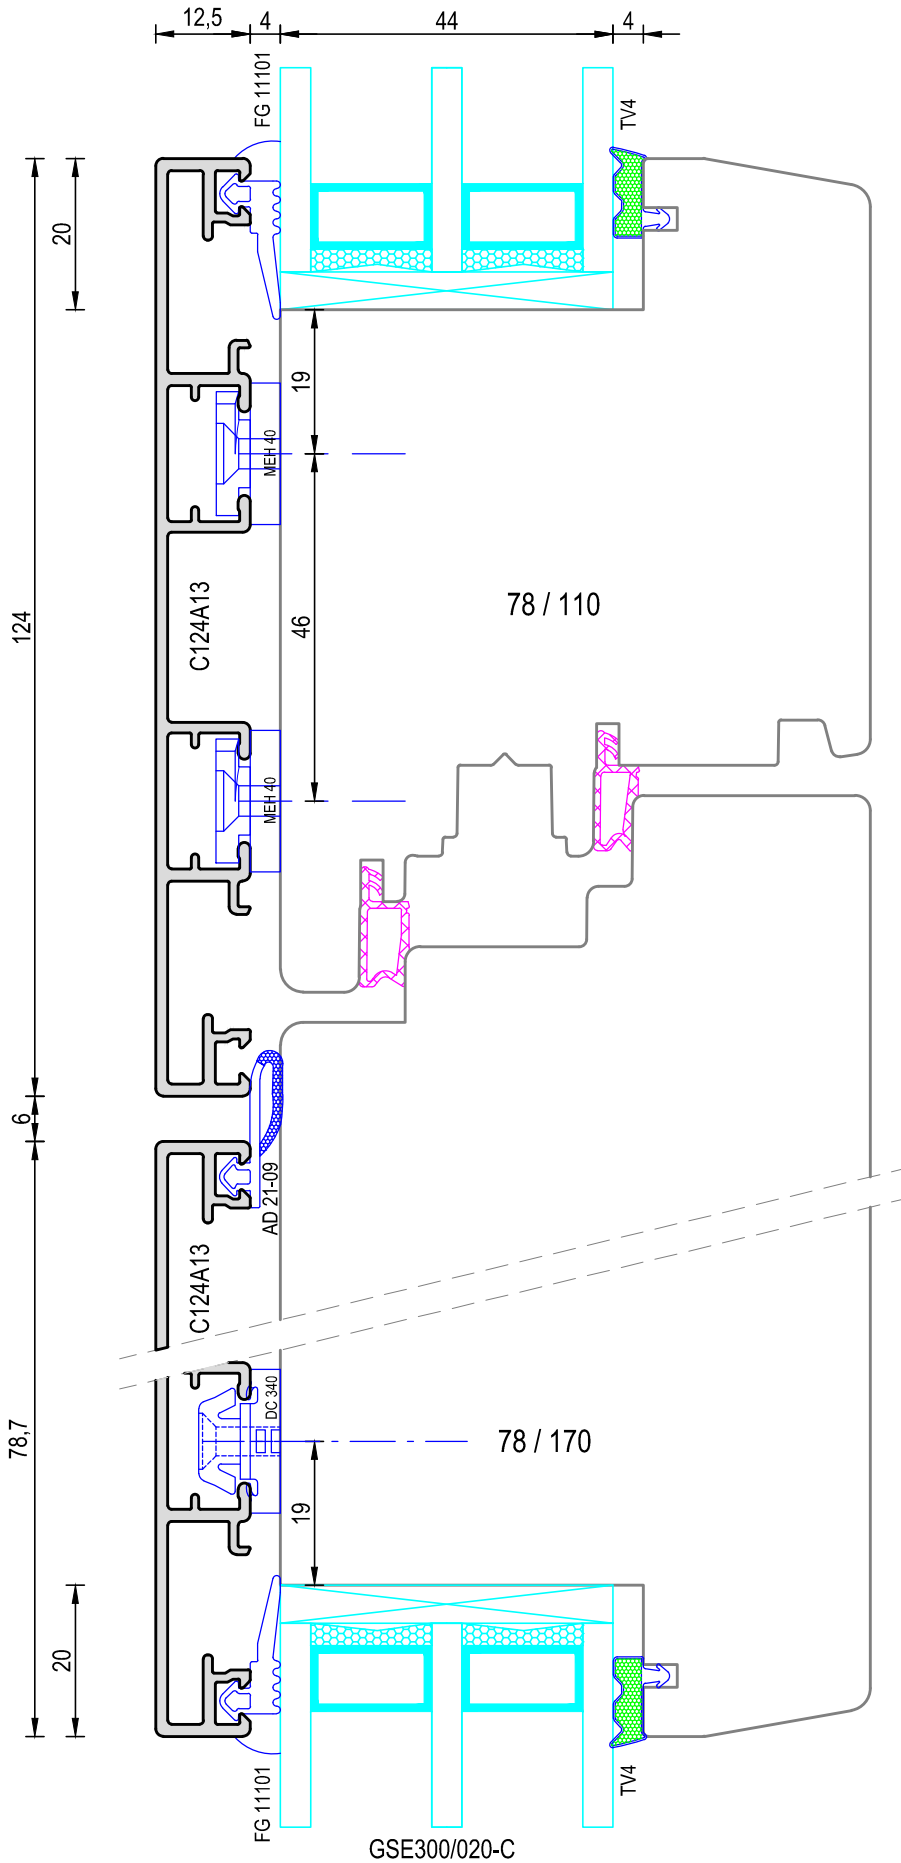 12,5
4
44
4
FG 11101
TV4
20
19
MEH 40
124
C124A13
46
78 / 110
MEH 40
6
AD 21-09
C124A13
DC 340
78,7
78 / 170
19
20
FG 11101
TV4
GSE300/020-C